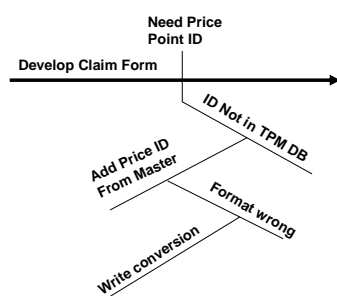 Need Price
Point ID
Develop Claim Form
ID Not in TPM DB
Add Price ID
From Master
Format wrong
Write conversion